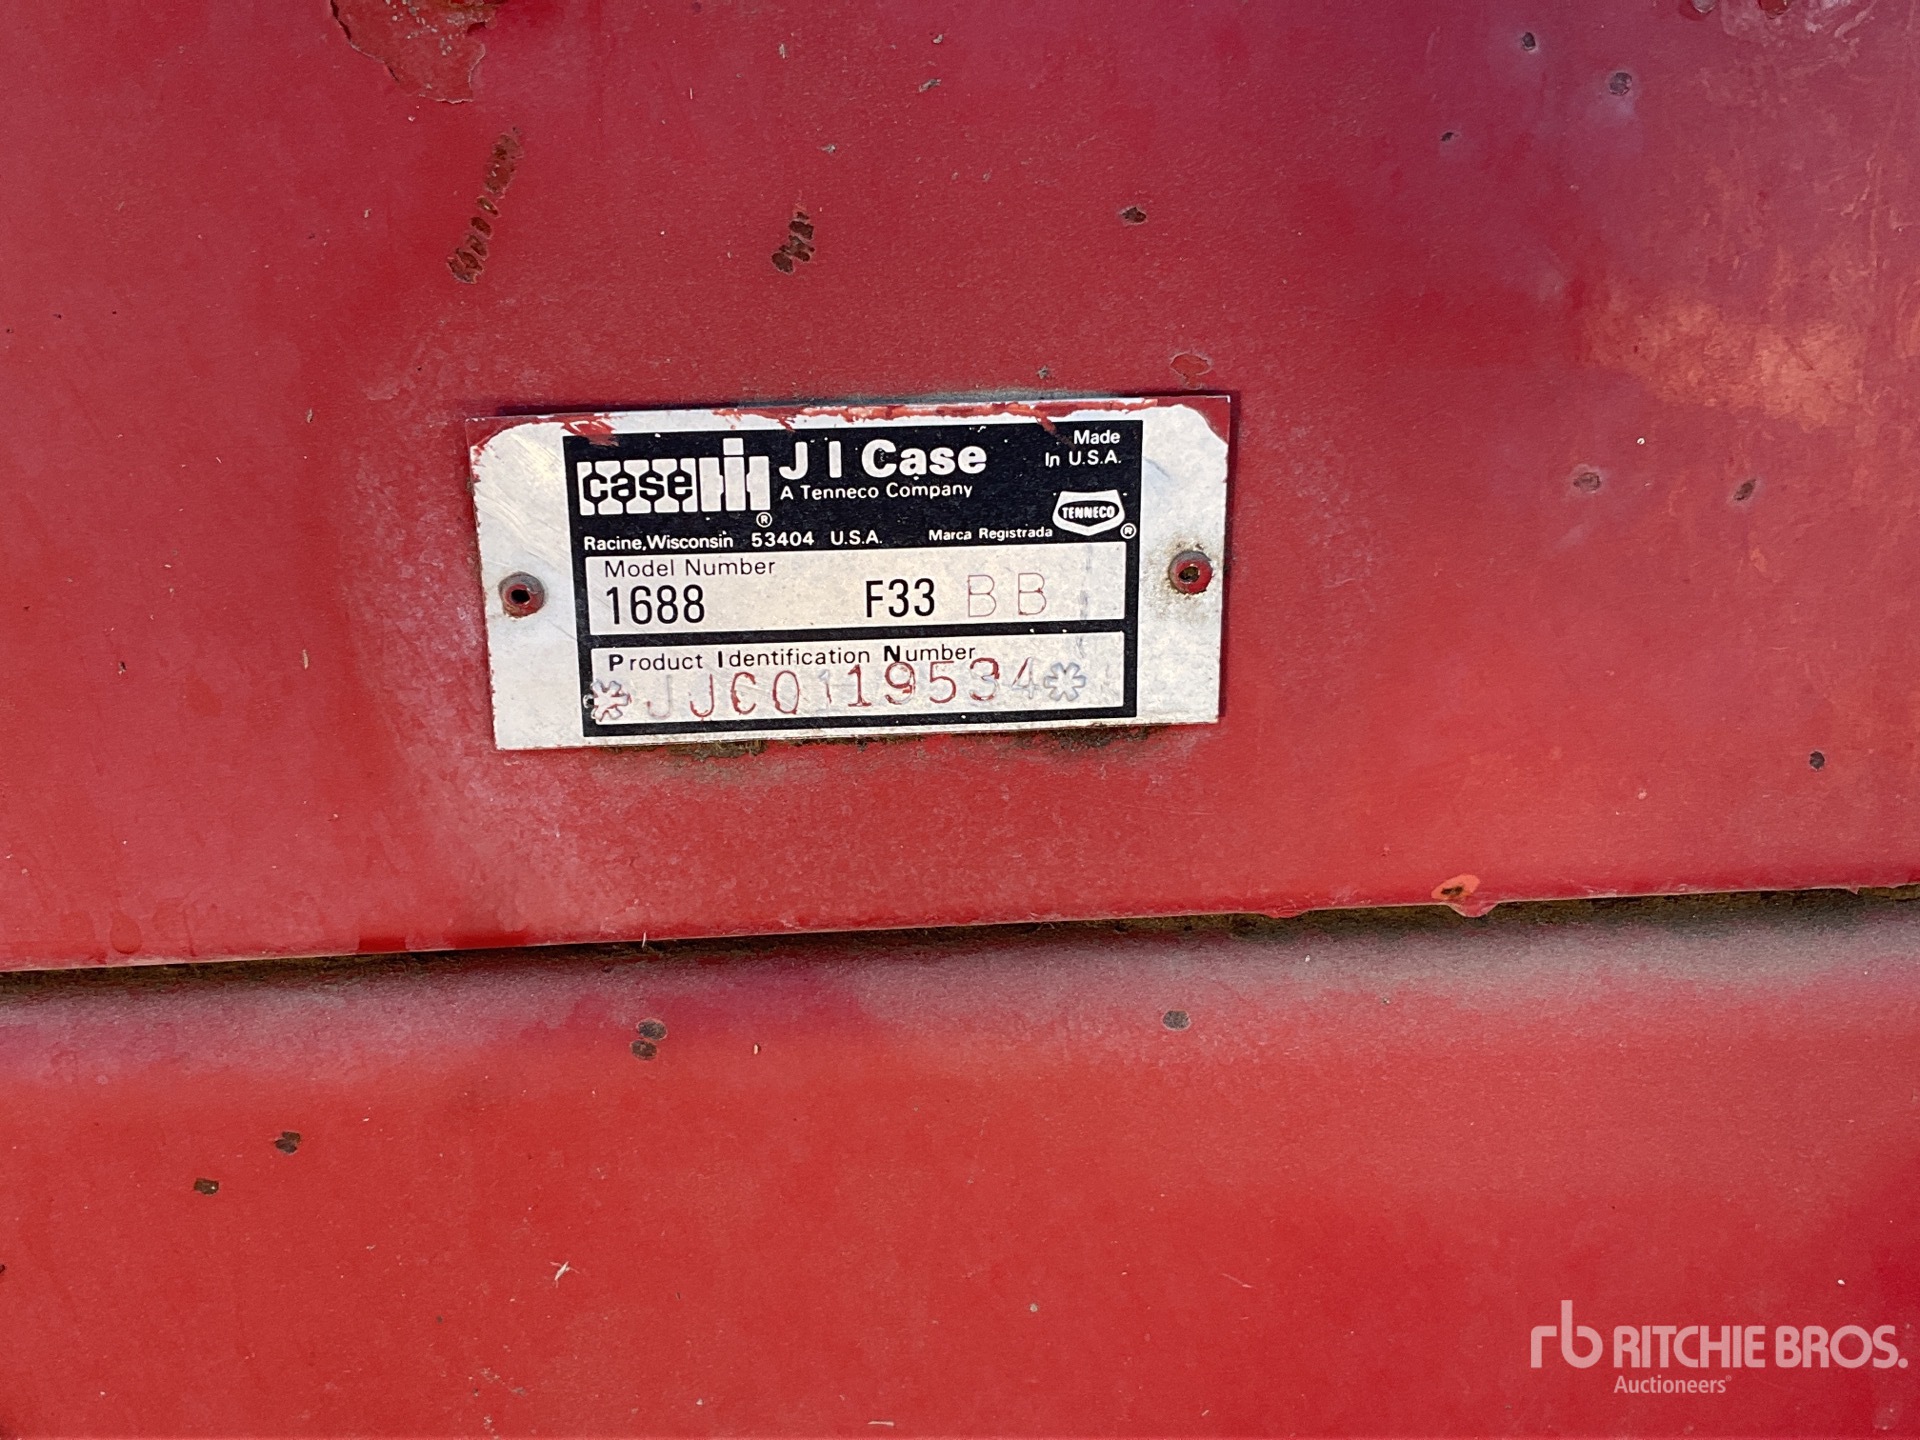 case IH ®
J I Case
A Tenneco Company
Made
In U.S.A.
TENNECO ®
Racine, Wisconsin 53404 U.S.A. Marca Registrada
Model Number
1688 F33 BB
Product Identification Number
*JJC0119534*
rb RITCHIE BROS.
Auctioneers